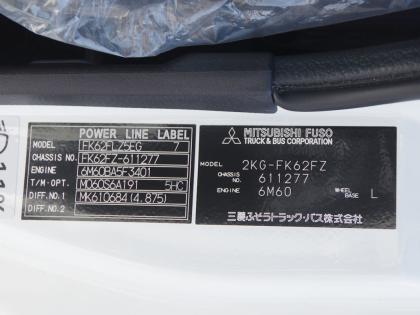 POWER LINE LABEL
MODEL FK62FLZ5EG 7
CHASSIS NO. FK62FZ-611277
ENGINE 6M60BA5F3401
T/M-OPT. M060S6A191 5HC
DIFF. NO.1 MK610684(4.875)
DIFF. NO.2
MITSUBISHI FUSO
TRUCK & BUS CORPORATION
MODEL 2KG-FK62FZ
CHASSIS NO. 611277
ENGINE 6M60 WHEEL BASE L
三菱ふそうトラック・バス株式会社